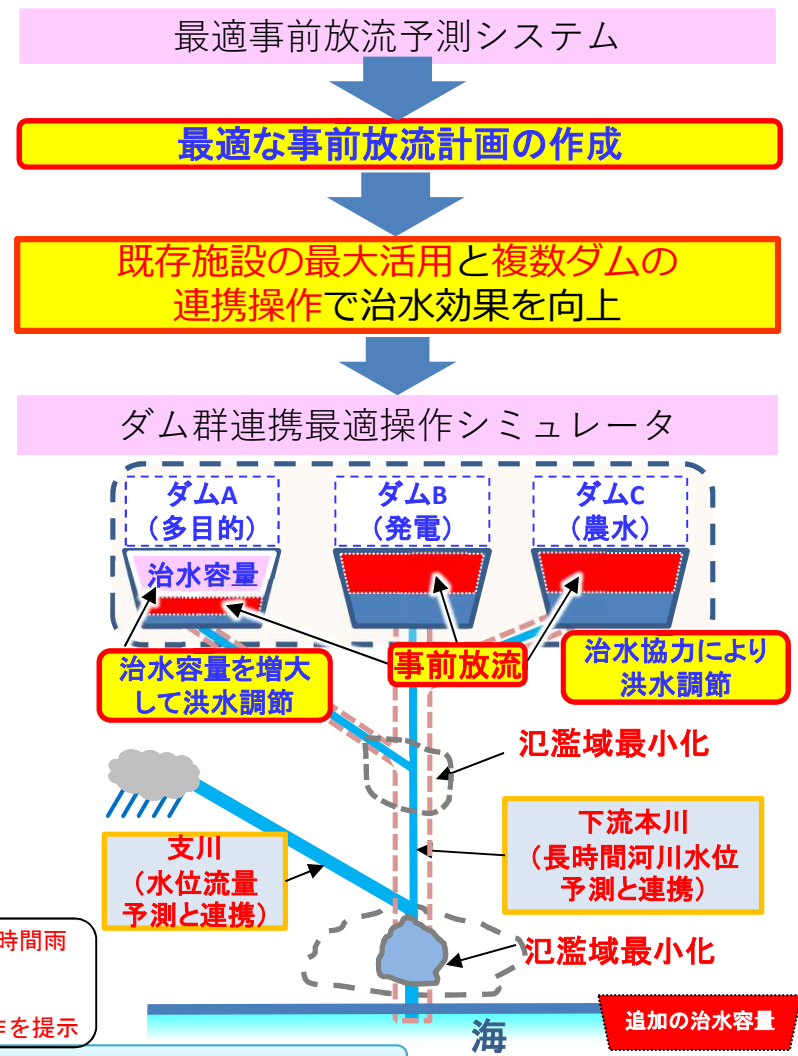 最適事前放流予測システム
最適な事前放流計画の作成
既存施設の最大活用と複数ダムの
連携操作で治水効果を向上
ダム群連携最適操作シミュレータ
ダムA
（多目的）
ダムB
（発電）
ダムC
（農水）
治水容量
治水容量を増大
して洪水調節
事前放流
治水協力により
洪水調節
氾濫域最小化
支川
（水位流量
予測と連携）
下流本川
（長時間河川水位
予測と連携）
時間雨
氾濫域最小化
を提示
海
追加の治水容量